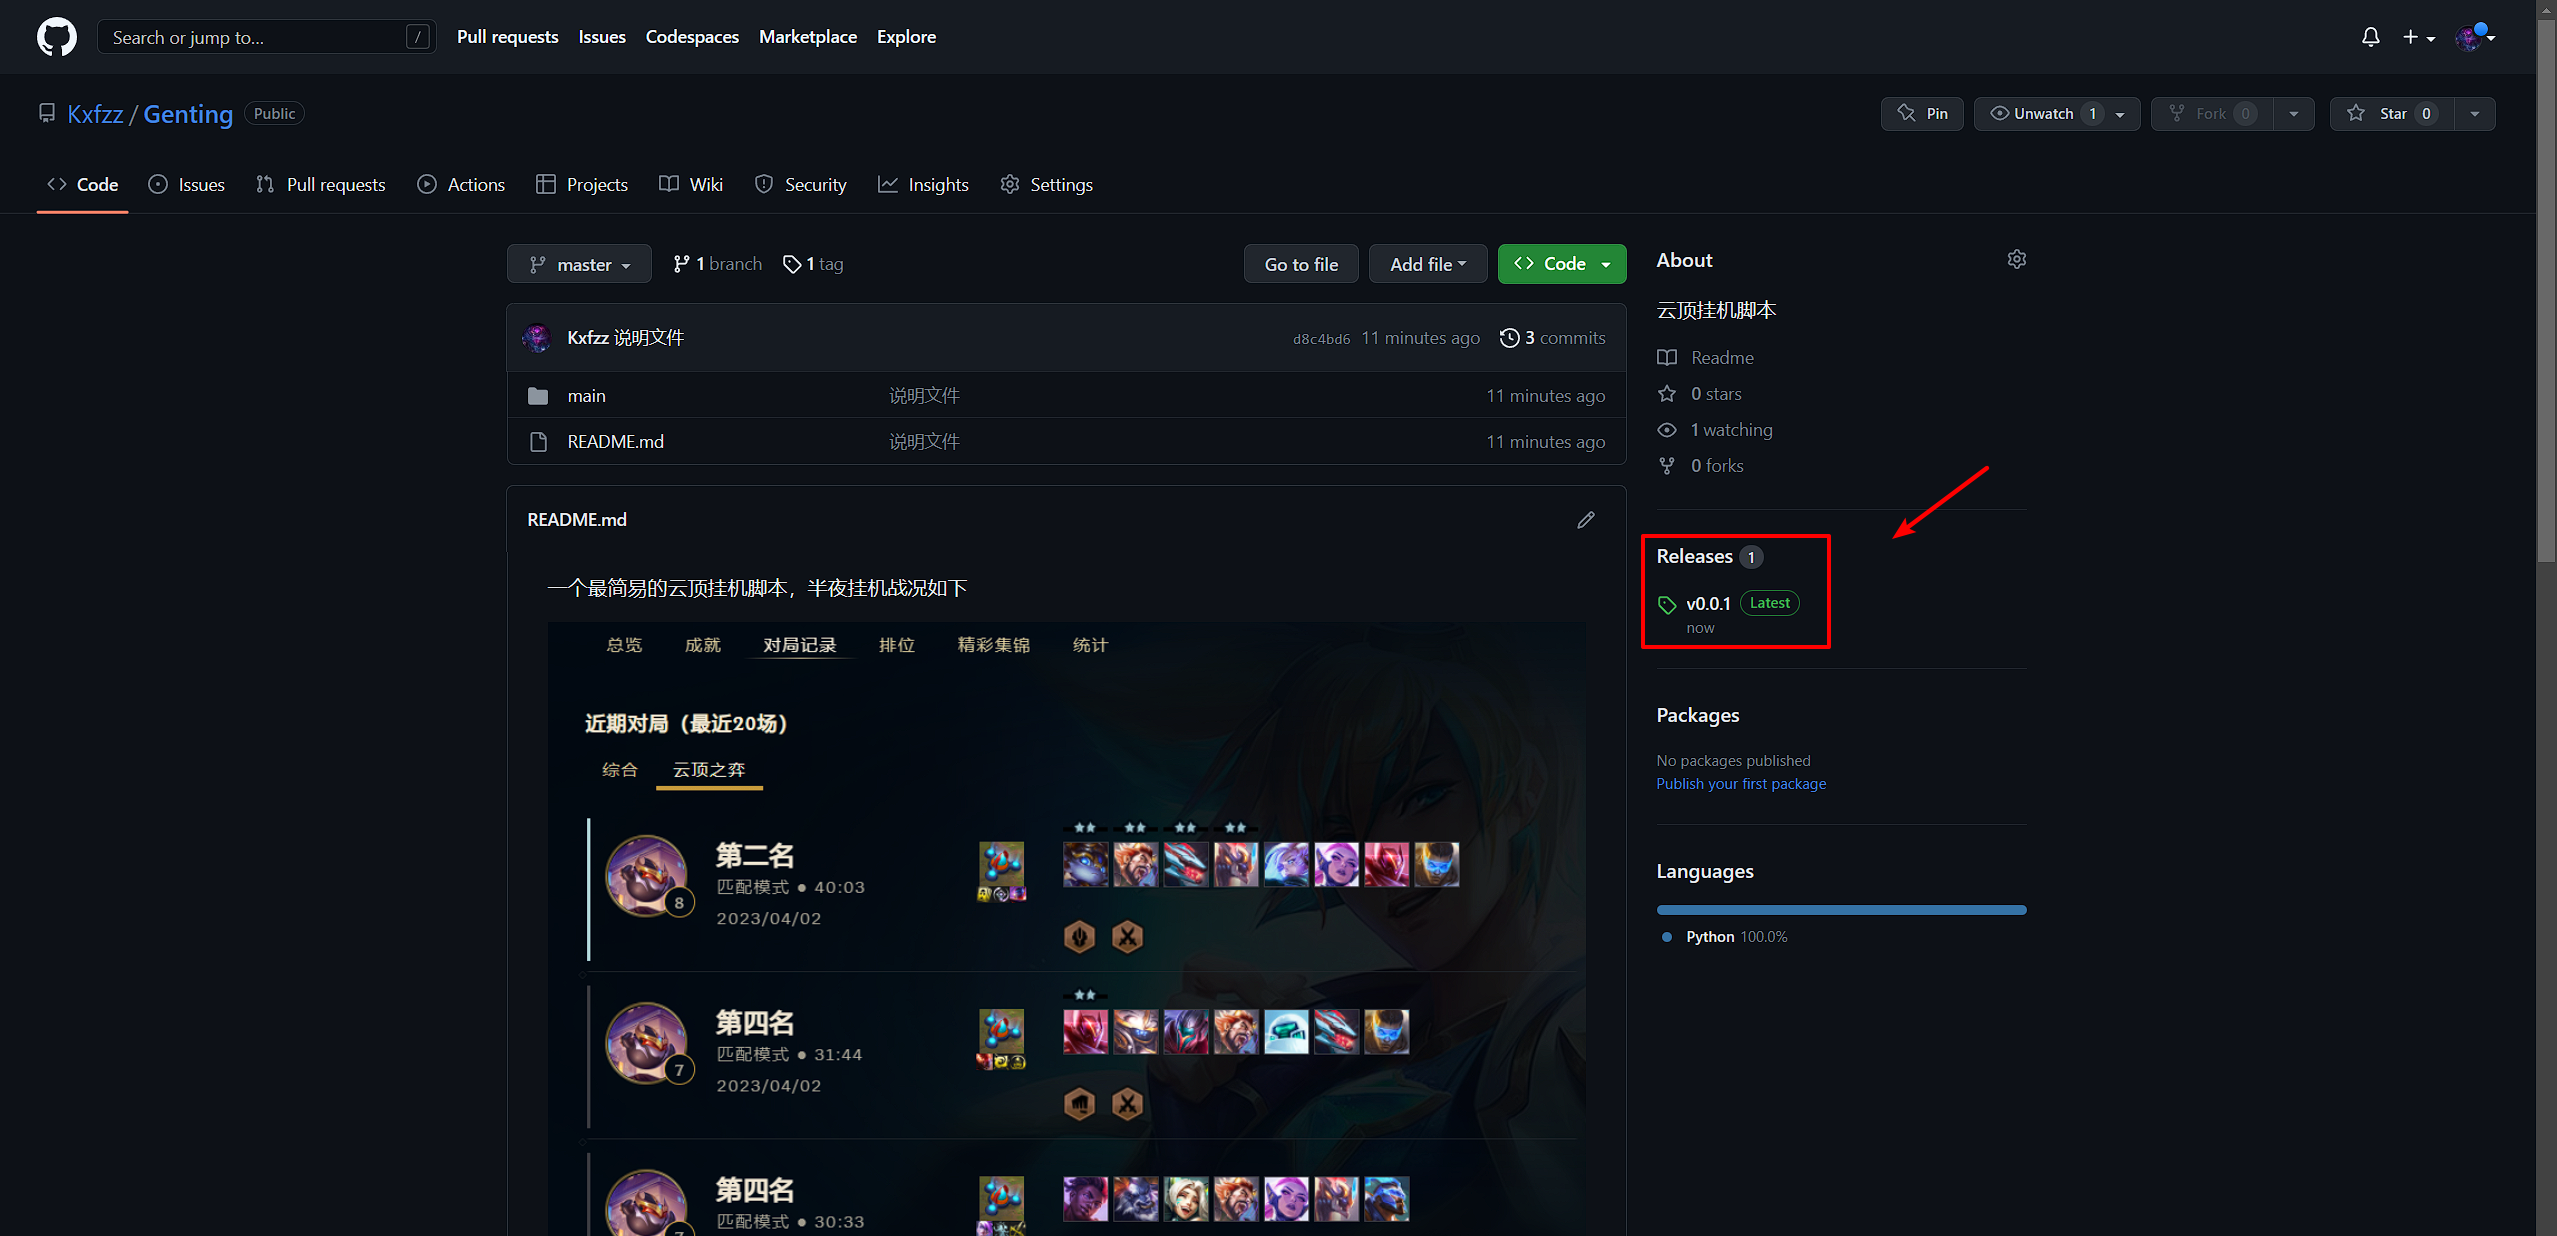 Search or jump to... /
Pull requests Issues Codespaces Marketplace Explore
Kxfzz / Genting Public
Pin Unwatch 1 Fork 0 Star 0
Code Issues Pull requests Actions Projects Wiki Security Insights Settings
master 1 branch 1 tag Go to file Add file Code
Kxfzz 说明文件 d8c4bd6 11 minutes ago 3 commits
main 说明文件 11 minutes ago
README.md 说明文件 11 minutes ago
README.md
一个最简易的云顶挂机脚本，半夜挂机战况如下
总览 成就 对局记录 排位 精彩集锦 统计
近期对局（最近20场）
综合 云顶之弈
第二名
匹配模式 ● 40:03
8
2023/04/02
第四名
匹配模式 ● 31:44
7
2023/04/02
第四名
匹配模式 ● 30:33
7
About
云顶挂机脚本
Readme
0 stars
1 watching
0 forks
Releases 1
v0.0.1 Latest
now
Packages
No packages published
Publish your first package
Languages
Python 100.0%